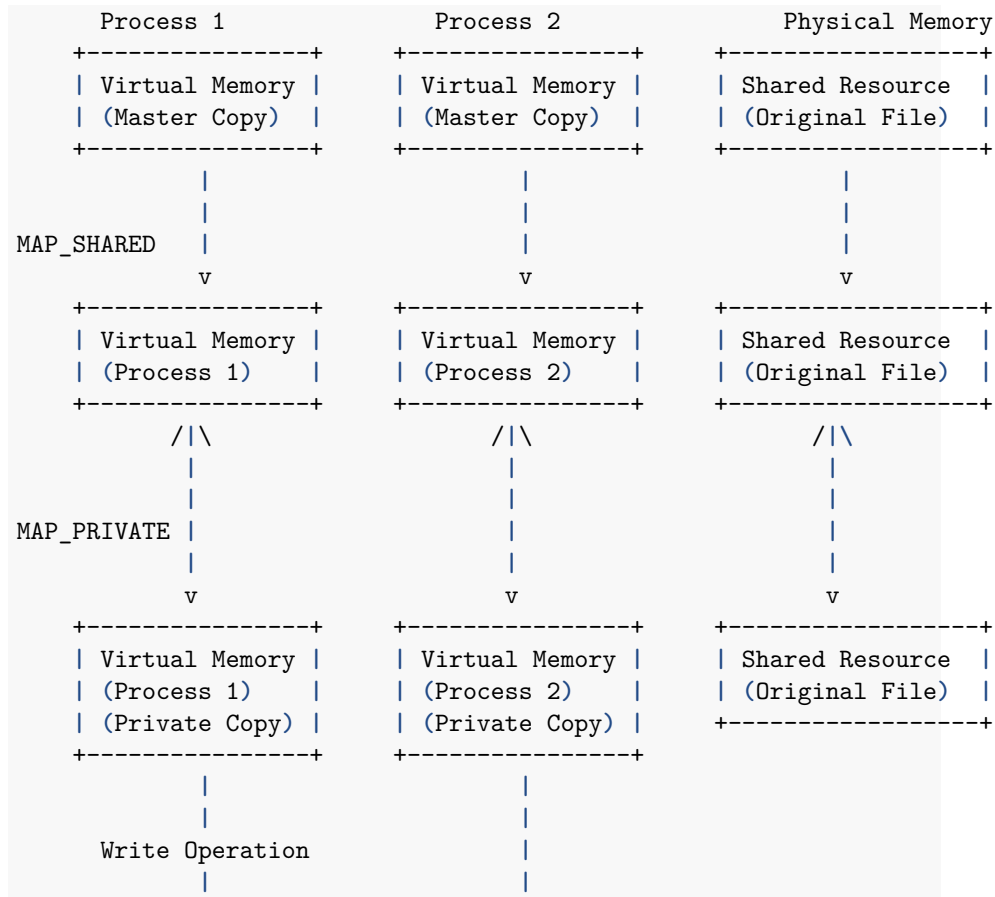 Process 1               Process 2                Physical Memory
    +----------------+     +----------------+     +------------------+
    | Virtual Memory |     | Virtual Memory |     | Shared Resource  |
    | (Master Copy)  |     | (Master Copy)  |     | (Original File)  |
    +----------------+     +----------------+     +------------------+
             |                      |                      |
             |                      |                      |
MAP_SHARED   |                      |                      |
             v                      v                      v
    +----------------+     +----------------+     +------------------+
    | Virtual Memory |     | Virtual Memory |     | Shared Resource  |
    | (Process 1)    |     | (Process 2)    |     | (Original File)  |
    +----------------+     +----------------+     +------------------+
           /|\                    /|\                    /|\
            |                      |                      |
            |                      |                      |
MAP_PRIVATE |                      |                      |
            |                      |                      |
            v                      v                      v
    +----------------+     +----------------+     +------------------+
    | Virtual Memory |     | Virtual Memory |     | Shared Resource  |
    | (Process 1)    |     | (Process 2)    |     | (Original File)  |
    | (Private Copy) |     | (Private Copy) |     +------------------+
    +----------------+     +----------------+
             |                      |
             |                      |
      Write Operation               |
             |                      |